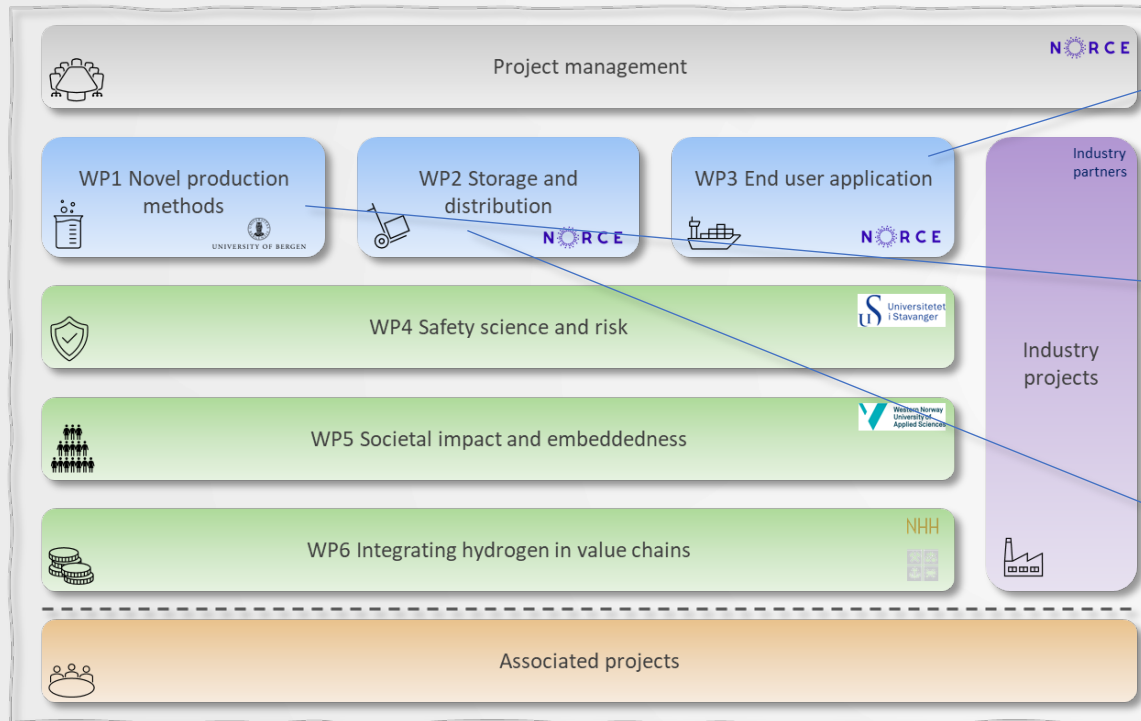 Project management
NORCE
WP1 Novel production
methods
UNIVERSITY OF BERGEN
WP2 Storage and
distribution
NORCE
WP3 End user application
NORCE
Industry
partners
Industry
projects
WP4 Safety science and risk
US
Universitetet
i Stavanger
WP5 Societal impact and embeddedness
Western Norway
University of
Applied Sciences
WP6 Integrating hydrogen in value chains
NHH
Associated projects